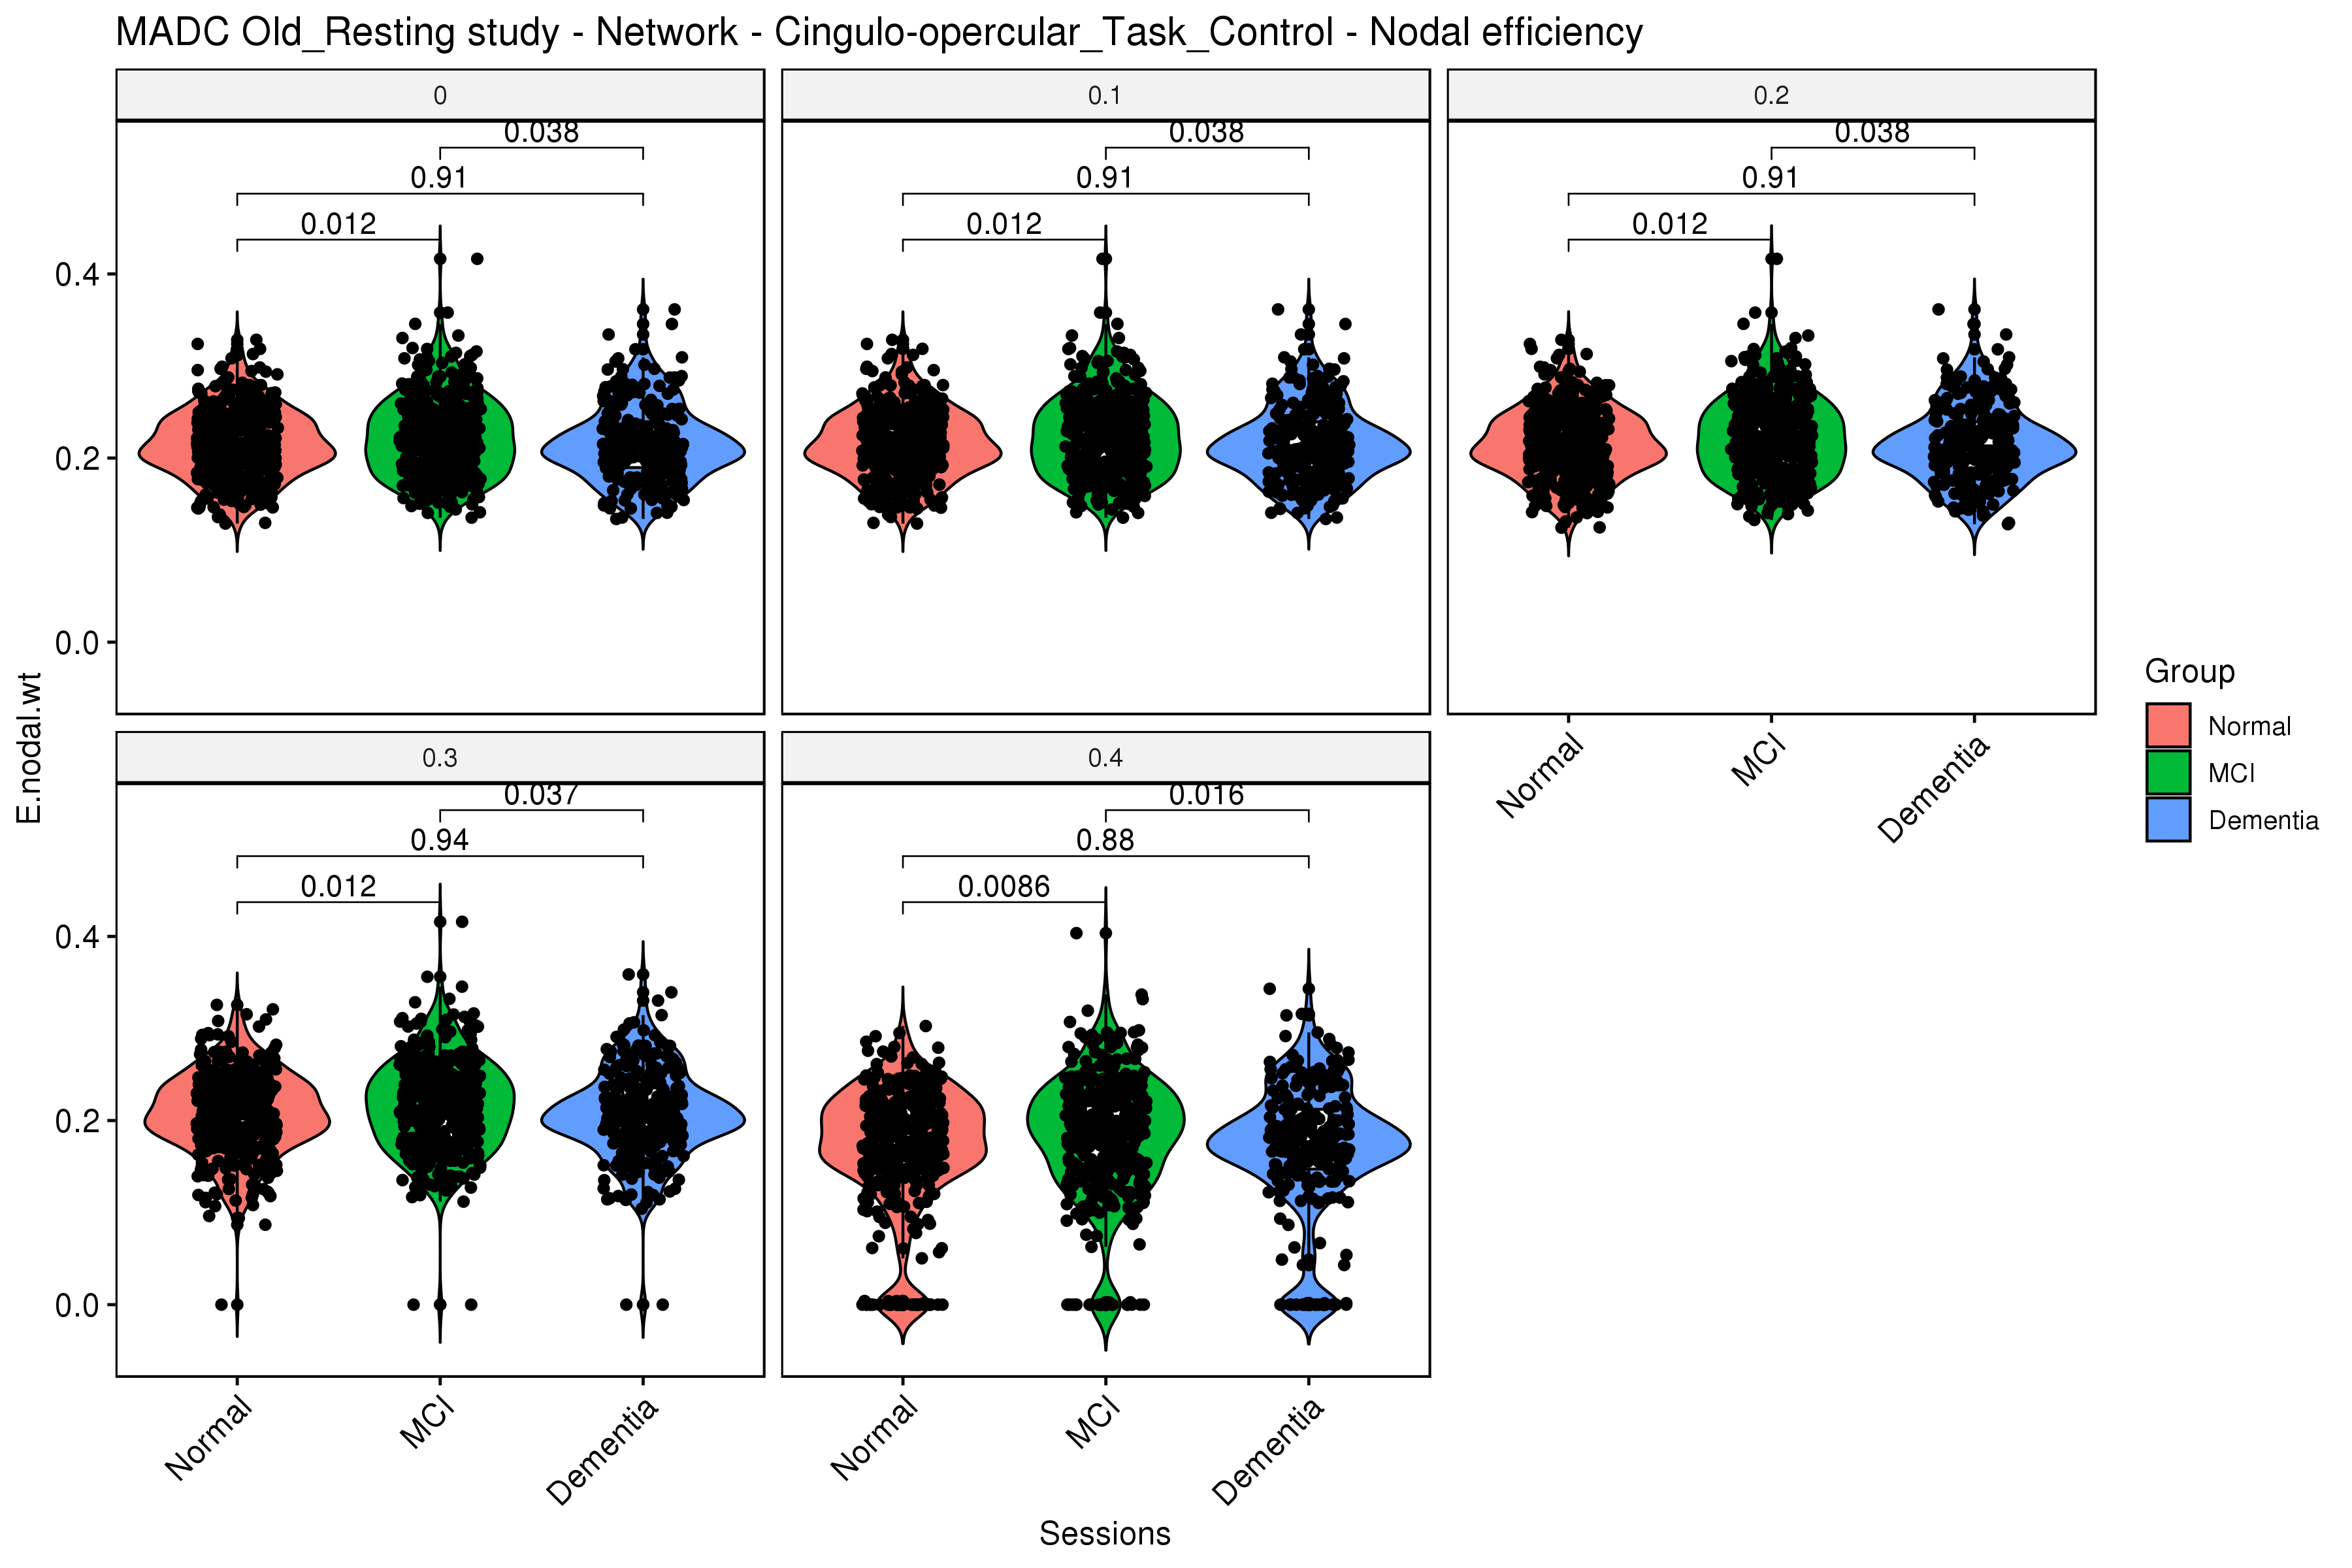 MADC Old_Resting study - Network - Cingulo-opercular_Task_Control - Nodal efficiency
0
0.1
0.2
0.038
0.91
0.012
0.038
0.91
0.012
0.038
0.91
0.012
0.4
0.2
0.0
E.nodal.wt
Normal
MCI
Dementia
Group
Normal
MCI
Dementia
0.3
0.4
0.037
0.94
0.012
0.016
0.88
0.0086
0.4
0.2
0.0
Normal
MCI
Dementia
Normal
MCI
Dementia
Sessions